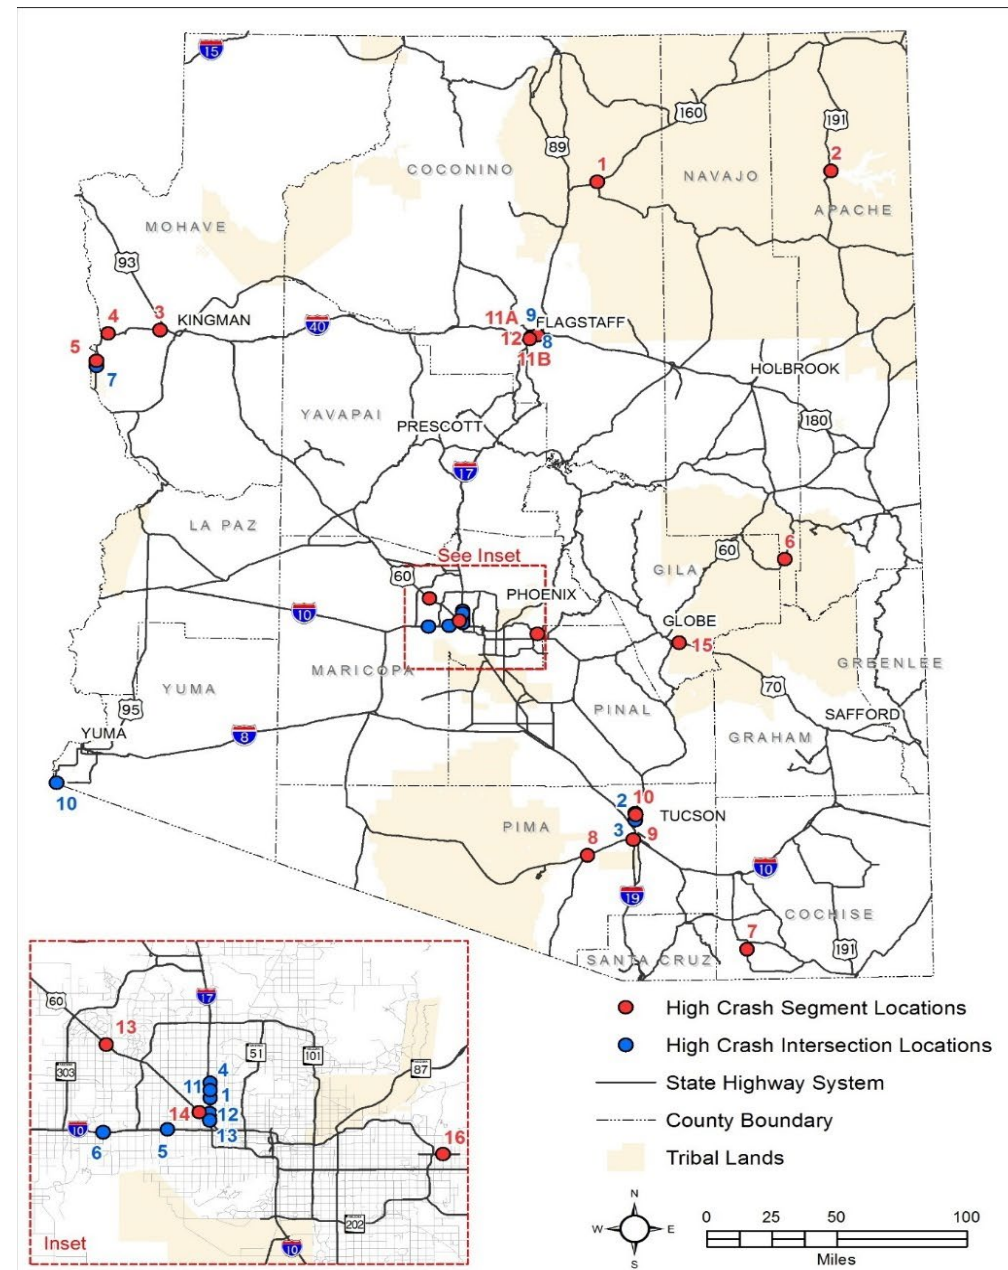 15
160
191
89
1
2
COCONINO
NAVAJO
APACHE
MOHAVE
93
4
3
KINGMAN
40
11A
9
FLAGSTAFF
12
8
11B
5
7
HOLBROOK
YAVAPAI
PRESCOTT
180
17
LA PAZ
See Inset
60
6
60
GILA
PHOENIX
10
GLOBE
15
MARICOPA
GREENLEE
YUMA
70
95
PINAL
SAFFORD
YUMA
8
GRAHAM
10
2
10
TUCSON
PIMA
3
9
8
10
19
COCHISE
7
191
SANTA CRUZ
60
17
13
51
101
303
4
11
1
87
14
12
10
13
6
5
16
202
Inset
10
High Crash Segment Locations
High Crash Intersection Locations
State Highway System
County Boundary
Tribal Lands
N
W
E
S
0
25
50
100
Miles